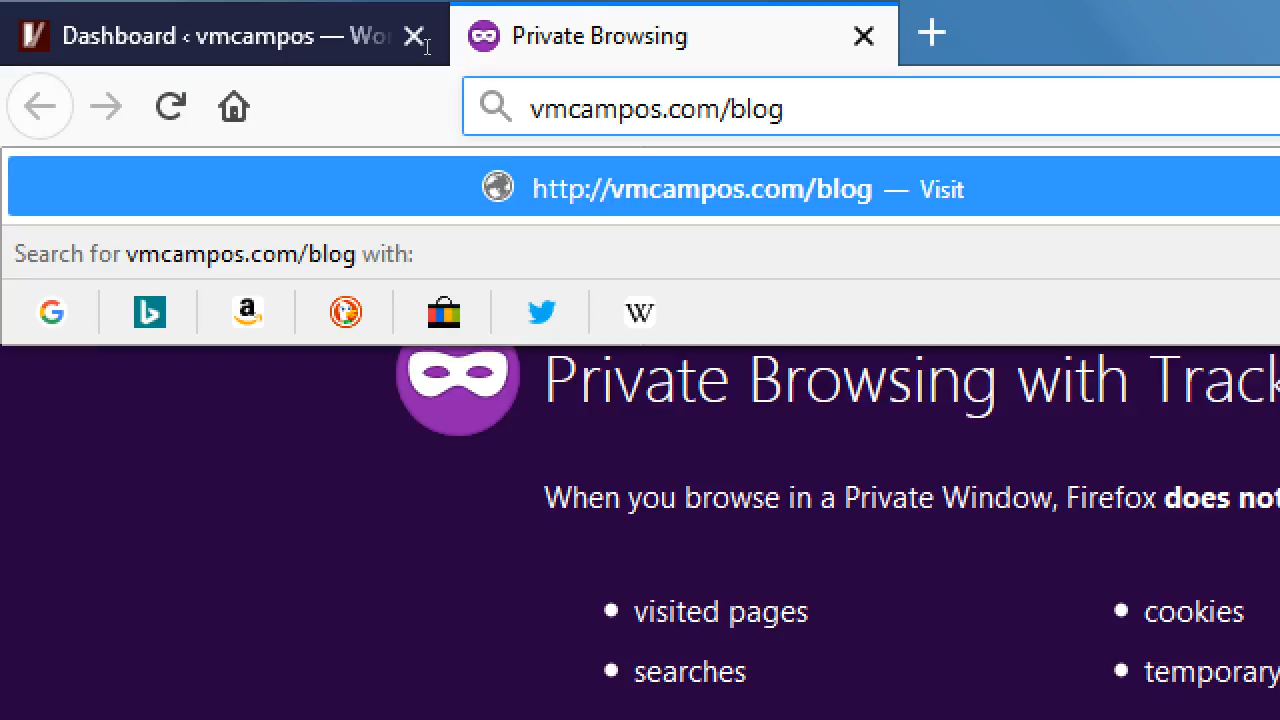 Dashboard ‹ vmcampos — Wo
Private Browsing
vmcampos.com/blog
http://vmcampos.com/blog — Visit
Search for vmcampos.com/blog with:
Private Browsing with Track
When you browse in a Private Window, Firefox does not
visited pages
cookies
searches
temporary